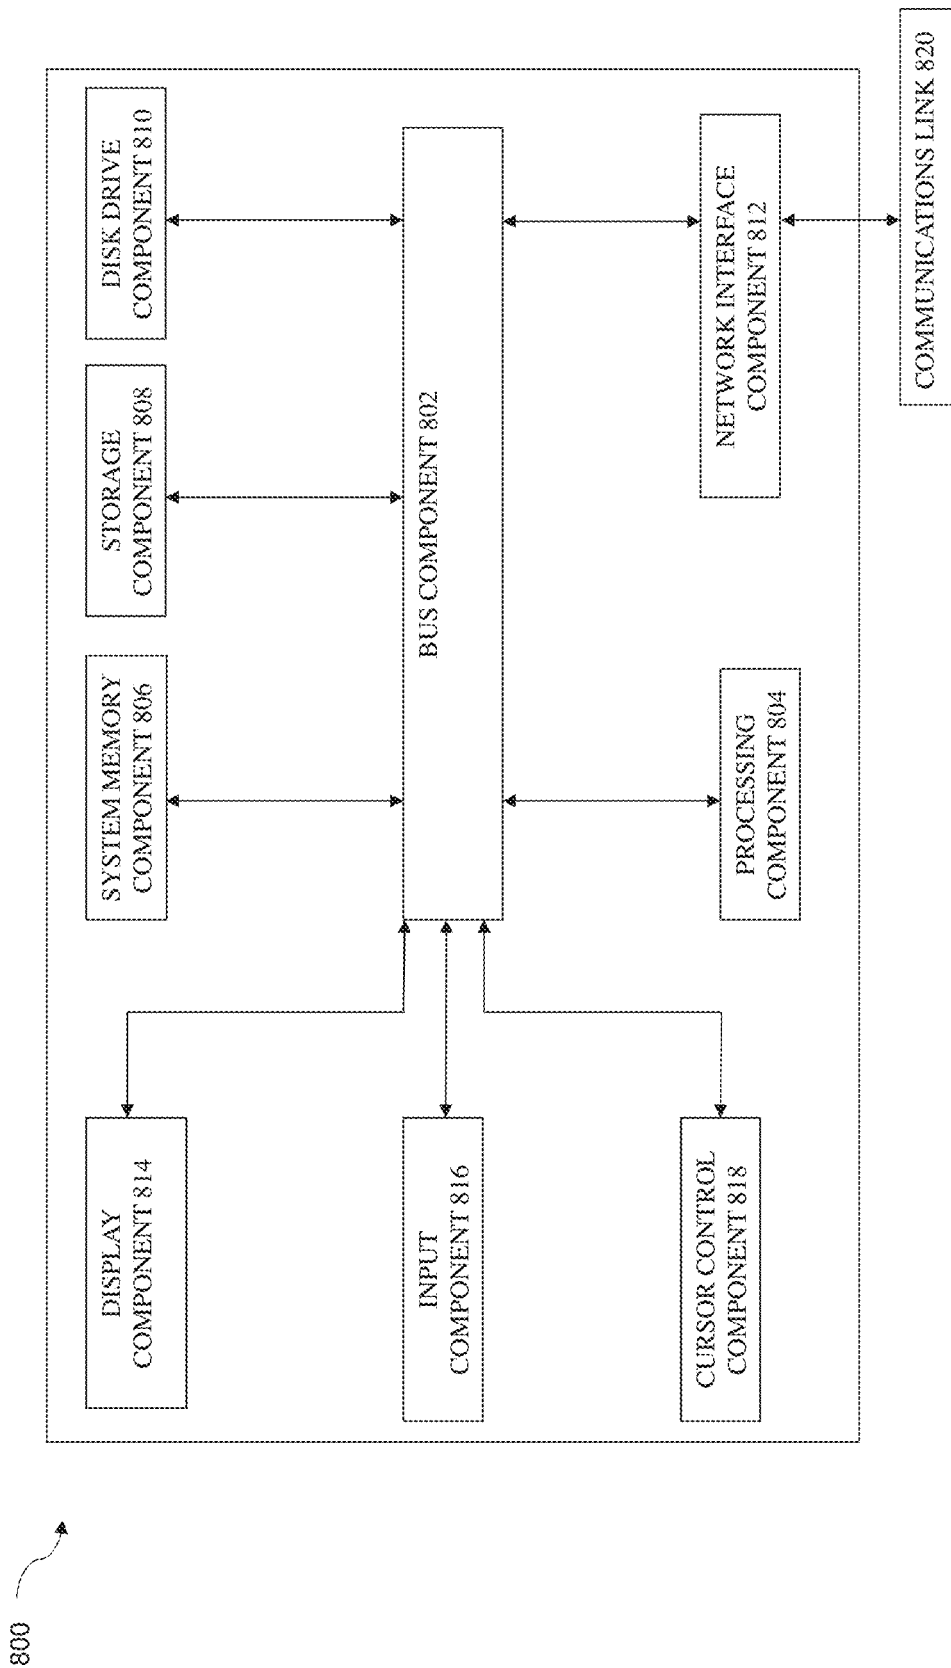 800
DISPLAY
COMPONENT 814
SYSTEM MEMORY
COMPONENT 806
STORAGE
COMPONENT 808
DISK DRIVE
COMPONENT 810
INPUT
COMPONENT 816
BUS COMPONENT 802
CURSOR CONTROL
COMPONENT 818
PROCESSING
COMPONENT 804
NETWORK INTERFACE
COMPONENT 812
COMMUNICATIONS LINK 820